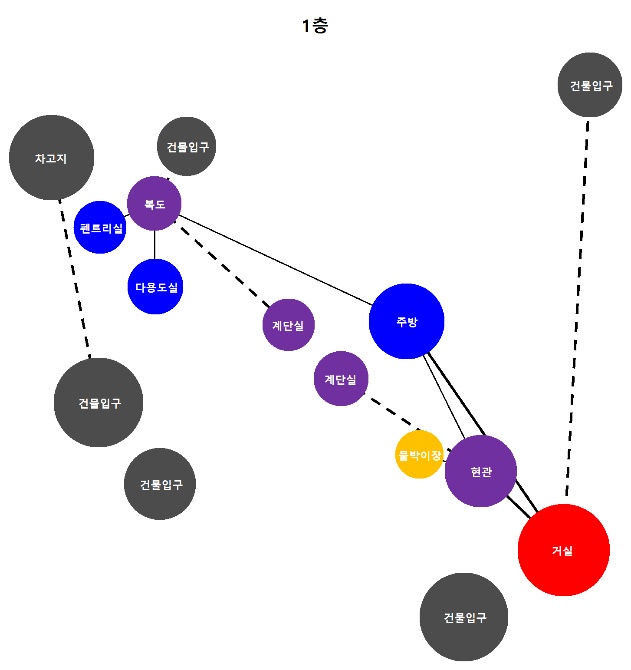 1층
건물입구
건물입구
차고지
복도
펜트리실
다용도실
계단실
주방
계단실
건물입구
붙박이장
현관
건물입구
거실
건물입구